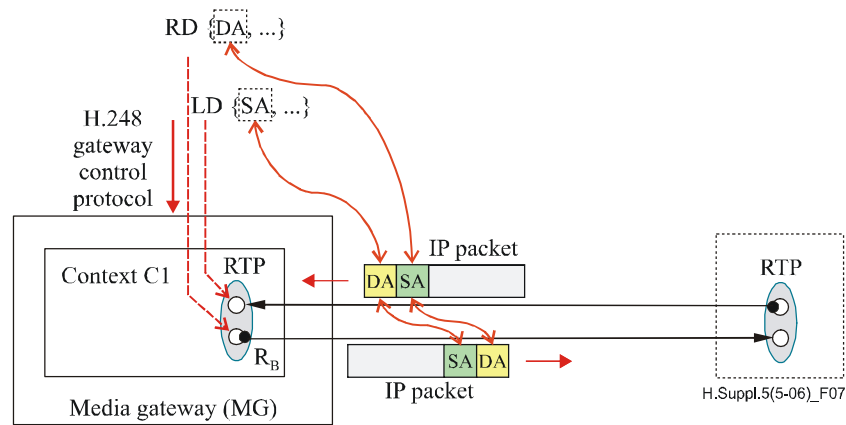 RD {DA, ...}
LD {SA, ...}
H.248
gateway
control
protocol
IP packet
Context C1
RTP
DA SA
RTP
R_B
SA DA
IP packet
Media gateway (MG)
H.Suppl.5(5-06)_F07